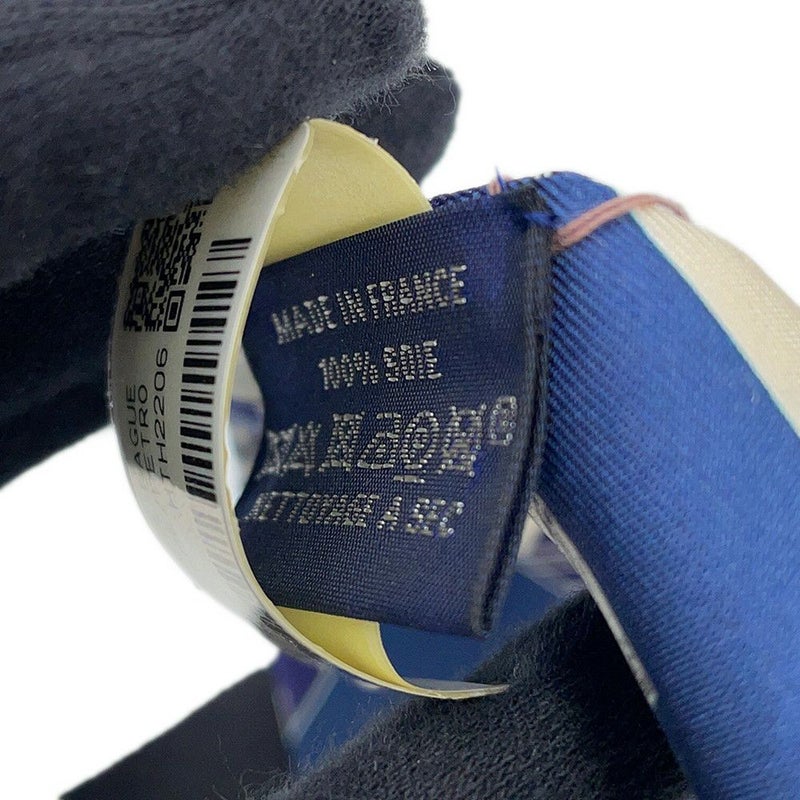 AGUE
ETRO
TH2206
MADE IN FRANCE
100% SOIE
NETTOYAGE A SEC